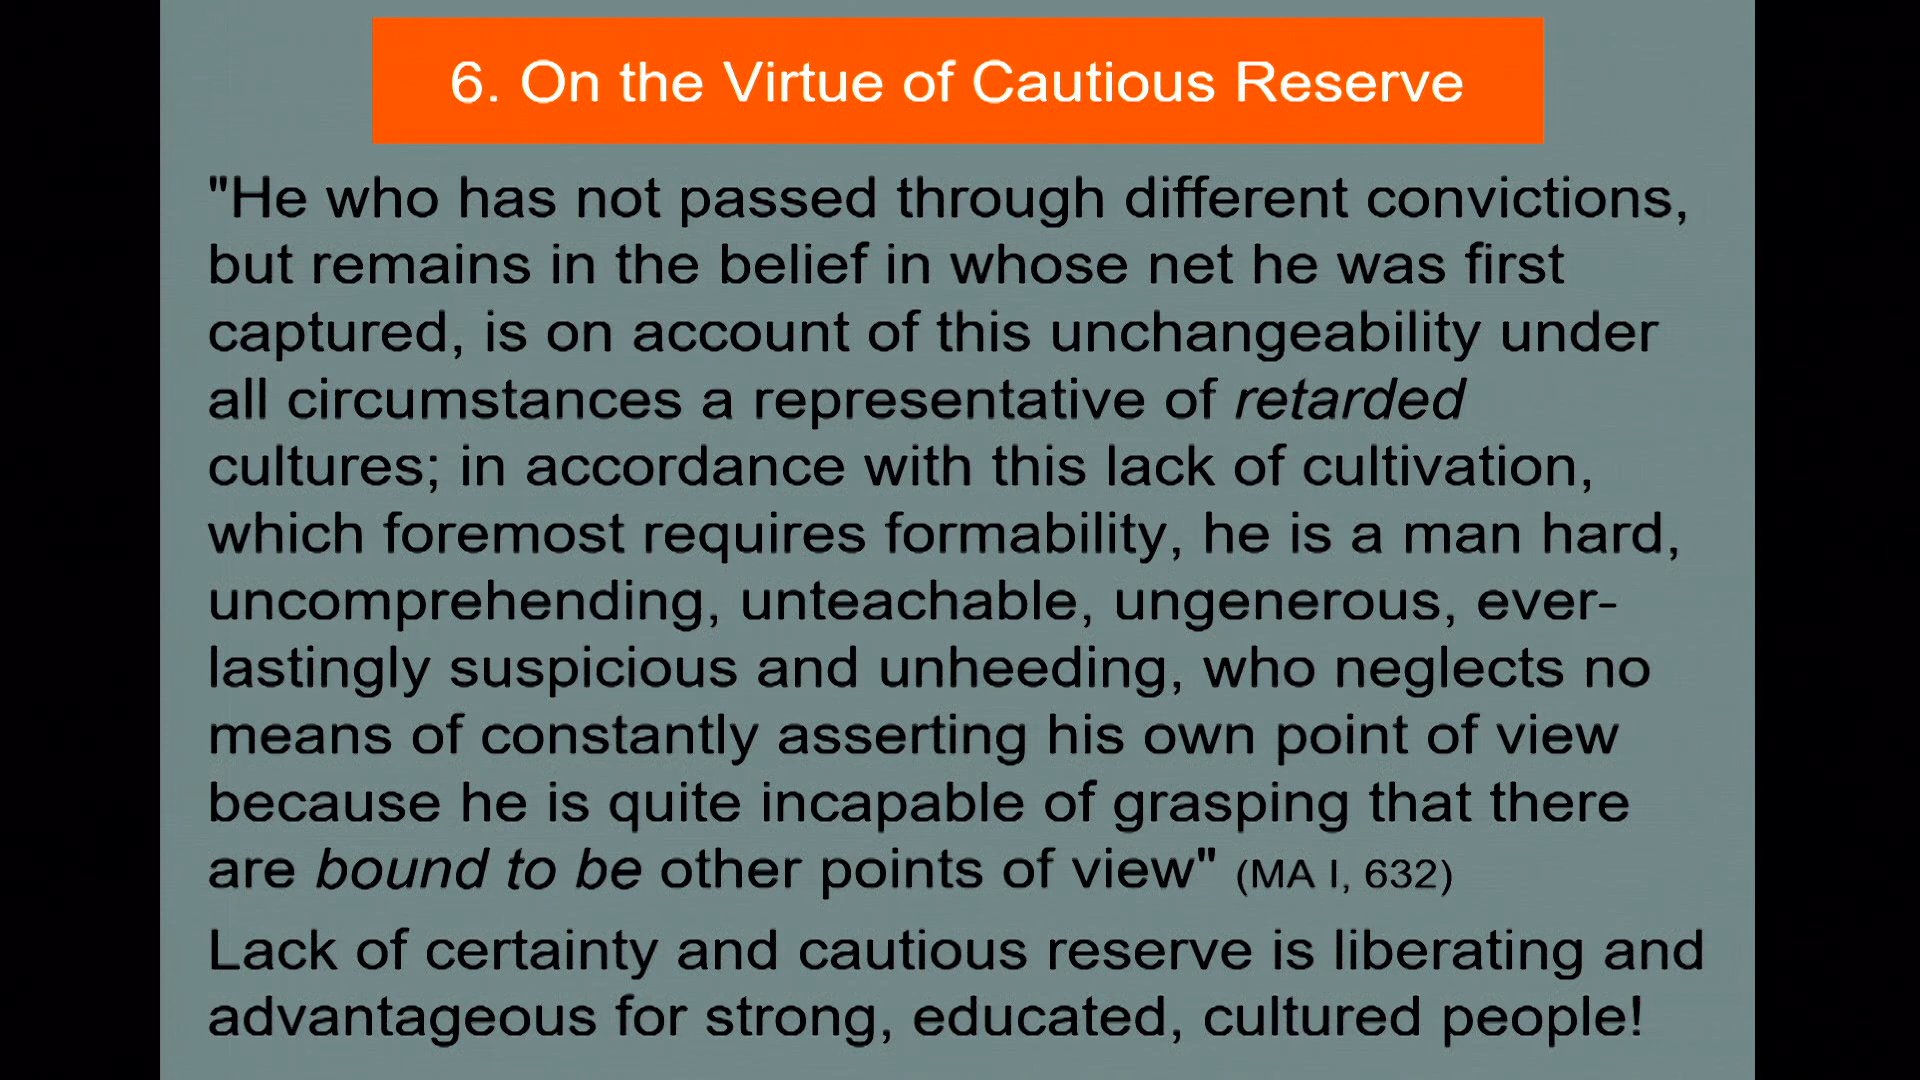 6. On the Virtue of Cautious Reserve
"He who has not passed through different convictions,
but remains in the belief in whose net he was first
captured, is on account of this unchangeability under
all circumstances a representative of retarded
cultures; in accordance with this lack of cultivation,
which foremost requires formability, he is a man hard,
uncomprehending, unteachable, ungenerous, ever-
lastingly suspicious and unheeding, who neglects no
means of constantly asserting his own point of view
because he is quite incapable of grasping that there
are bound to be other points of view" (MA I, 632)
Lack of certainty and cautious reserve is liberating and
advantageous for strong, educated, cultured people!